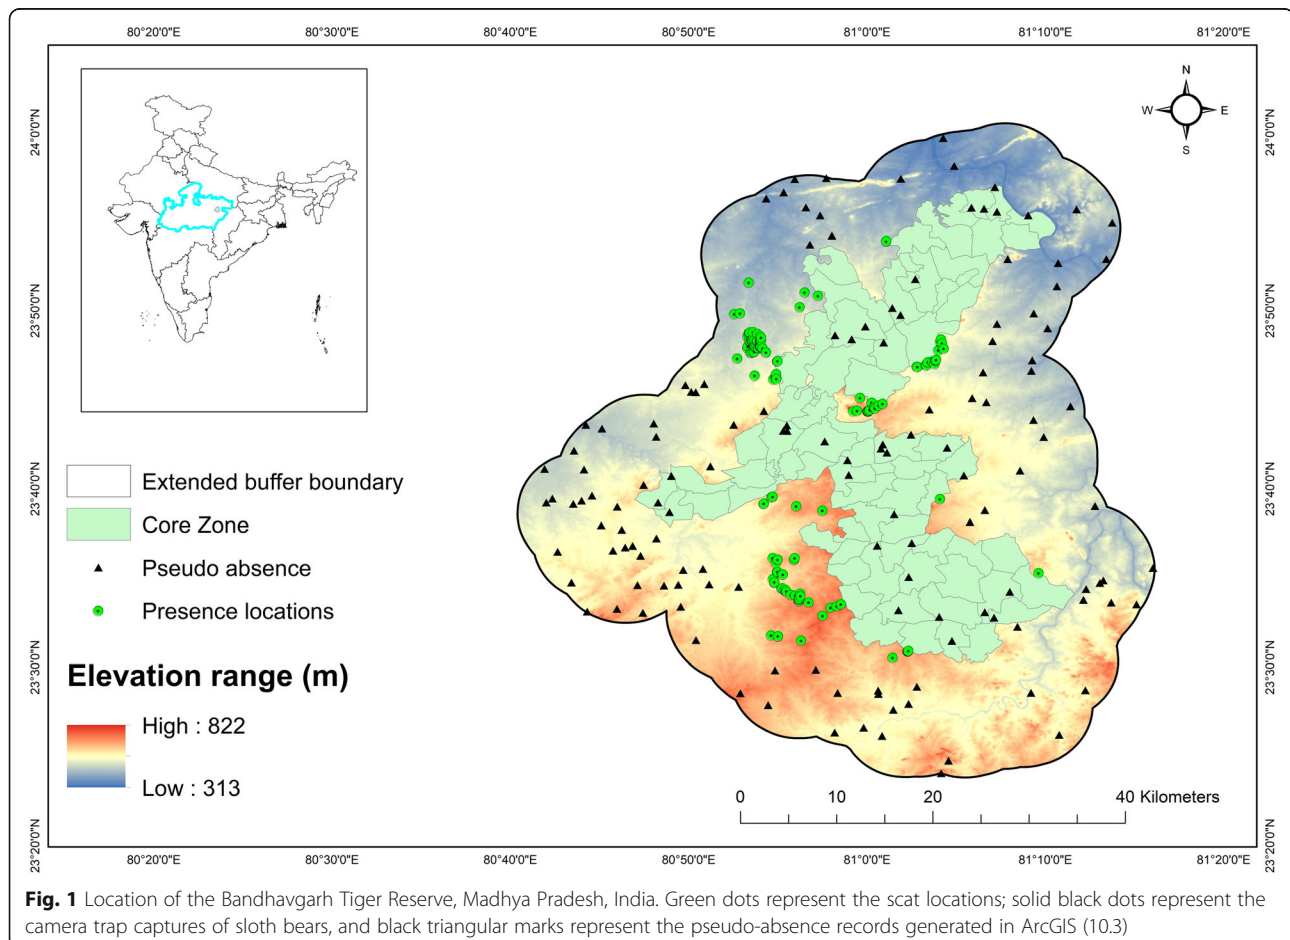 80°20'0"E 80°30'0"E 80°40'0"E 80°50'0"E 81°0'0"E 81°10'0"E 81°20'0"E
24°0'0"N
23°50'0"N
23°40'0"N
23°30'0"N
23°20'0"N
N
W E
S
24°0'0"N
23°50'0"N
23°40'0"N
23°30'0"N
23°20'0"N
Extended buffer boundary
Core Zone
Pseudo absence
Presence locations
Elevation range (m)
High : 822
Low : 313
0 10 20 40 Kilometers
80°20'0"E 80°30'0"E 80°40'0"E 80°50'0"E 81°0'0"E 81°10'0"E 81°20'0"E
Fig. 1 Location of the Bandhavgarh Tiger Reserve, Madhya Pradesh, India. Green dots represent the scat locations; solid black dots represent the
camera trap captures of sloth bears, and black triangular marks represent the pseudo-absence records generated in ArcGIS (10.3)